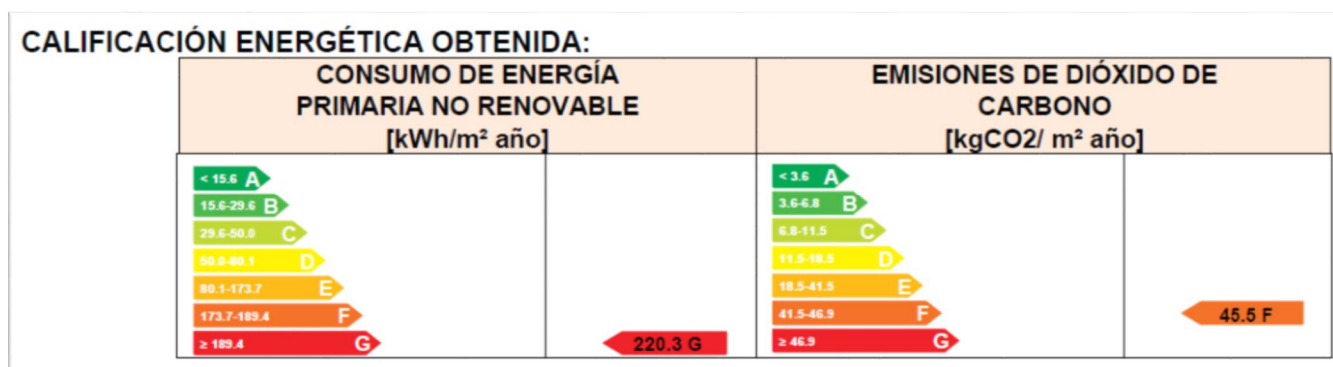 CALIFICACIÓN ENERGÉTICA OBTENIDA:
CONSUMO DE ENERGÍA
PRIMARIA NO RENOVABLE
[kWh/m² año]
EMISIONES DE DIÓXIDO DE
CARBONO
[kgCO2/ m² año]
< 15.6 A
15.6-29.6 B
29.6-50.0 C
50.0-80.1 D
80.1-173.7 E
173.7-189.4 F
≥ 189.4 G
220.3 G
< 3.6 A
3.6-6.8 B
6.8-11.5 C
11.5-18.5 D
18.5-41.5 E
41.5-46.9 F
≥ 46.9 G
45.5 F